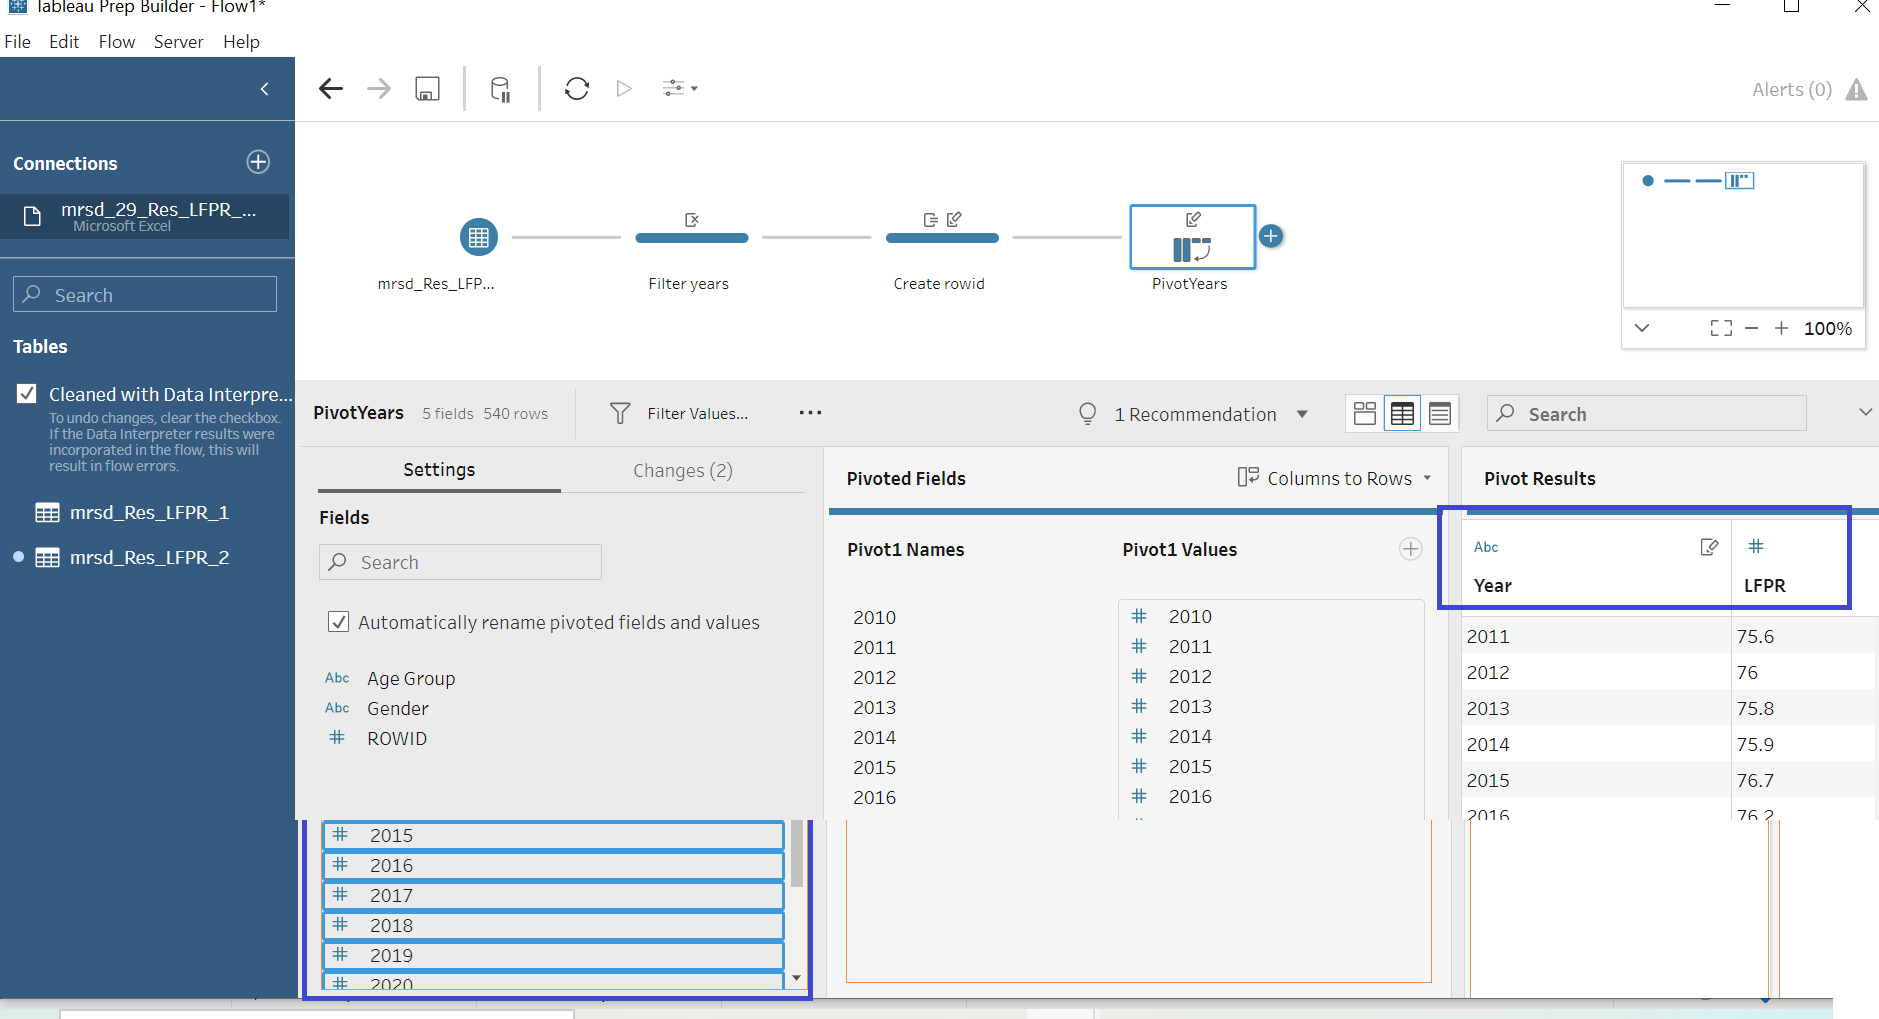 Tableau Prep Builder - Flow1*
File Edit Flow Server Help
Alerts (0)
Connections
mrsd_29_Res_LFPR_...
Microsoft Excel
Search
Tables
Cleaned with Data Interpre...
To undo changes, clear the checkbox.
If the Data Interpreter results were
incorporated in the flow, this will
result in flow errors.
mrsd_Res_LFPR_1
mrsd_Res_LFPR_2
mrsd_Res_LFP...
Filter years
Create rowid
PivotYears
100%
PivotYears 5 fields 540 rows
Filter Values...
1 Recommendation
Search
Settings
Changes (2)
Fields
Search
Automatically rename pivoted fields and values
Abc Age Group
Abc Gender
# ROWID
# 2015
# 2016
# 2017
# 2018
# 2019
# 2020
Pivoted Fields
Columns to Rows
Pivot1 Names
Pivot1 Values
2010 # 2010
2011 # 2011
2012 # 2012
2013 # 2013
2014 # 2014
2015 # 2015
2016 # 2016
Pivot Results
Abc #
Year LFPR
2011 75.6
2012 76
2013 75.8
2014 75.9
2015 76.7
2016 76.2